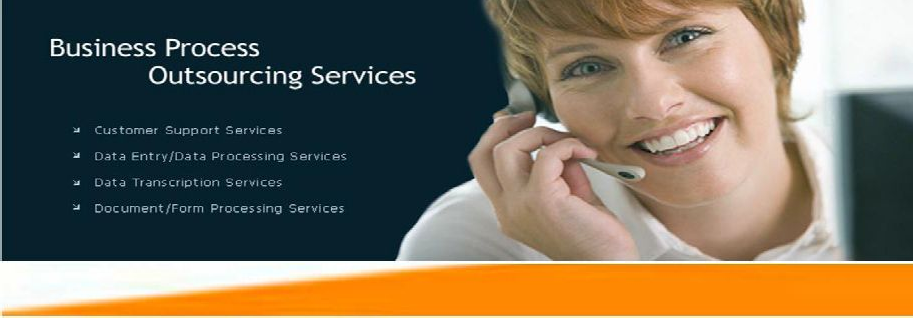 Business Process
Outsourcing Services
Customer Support Services
Data Entry/Data Processing Services
Data Transcription Services
Document/Form Processing Services